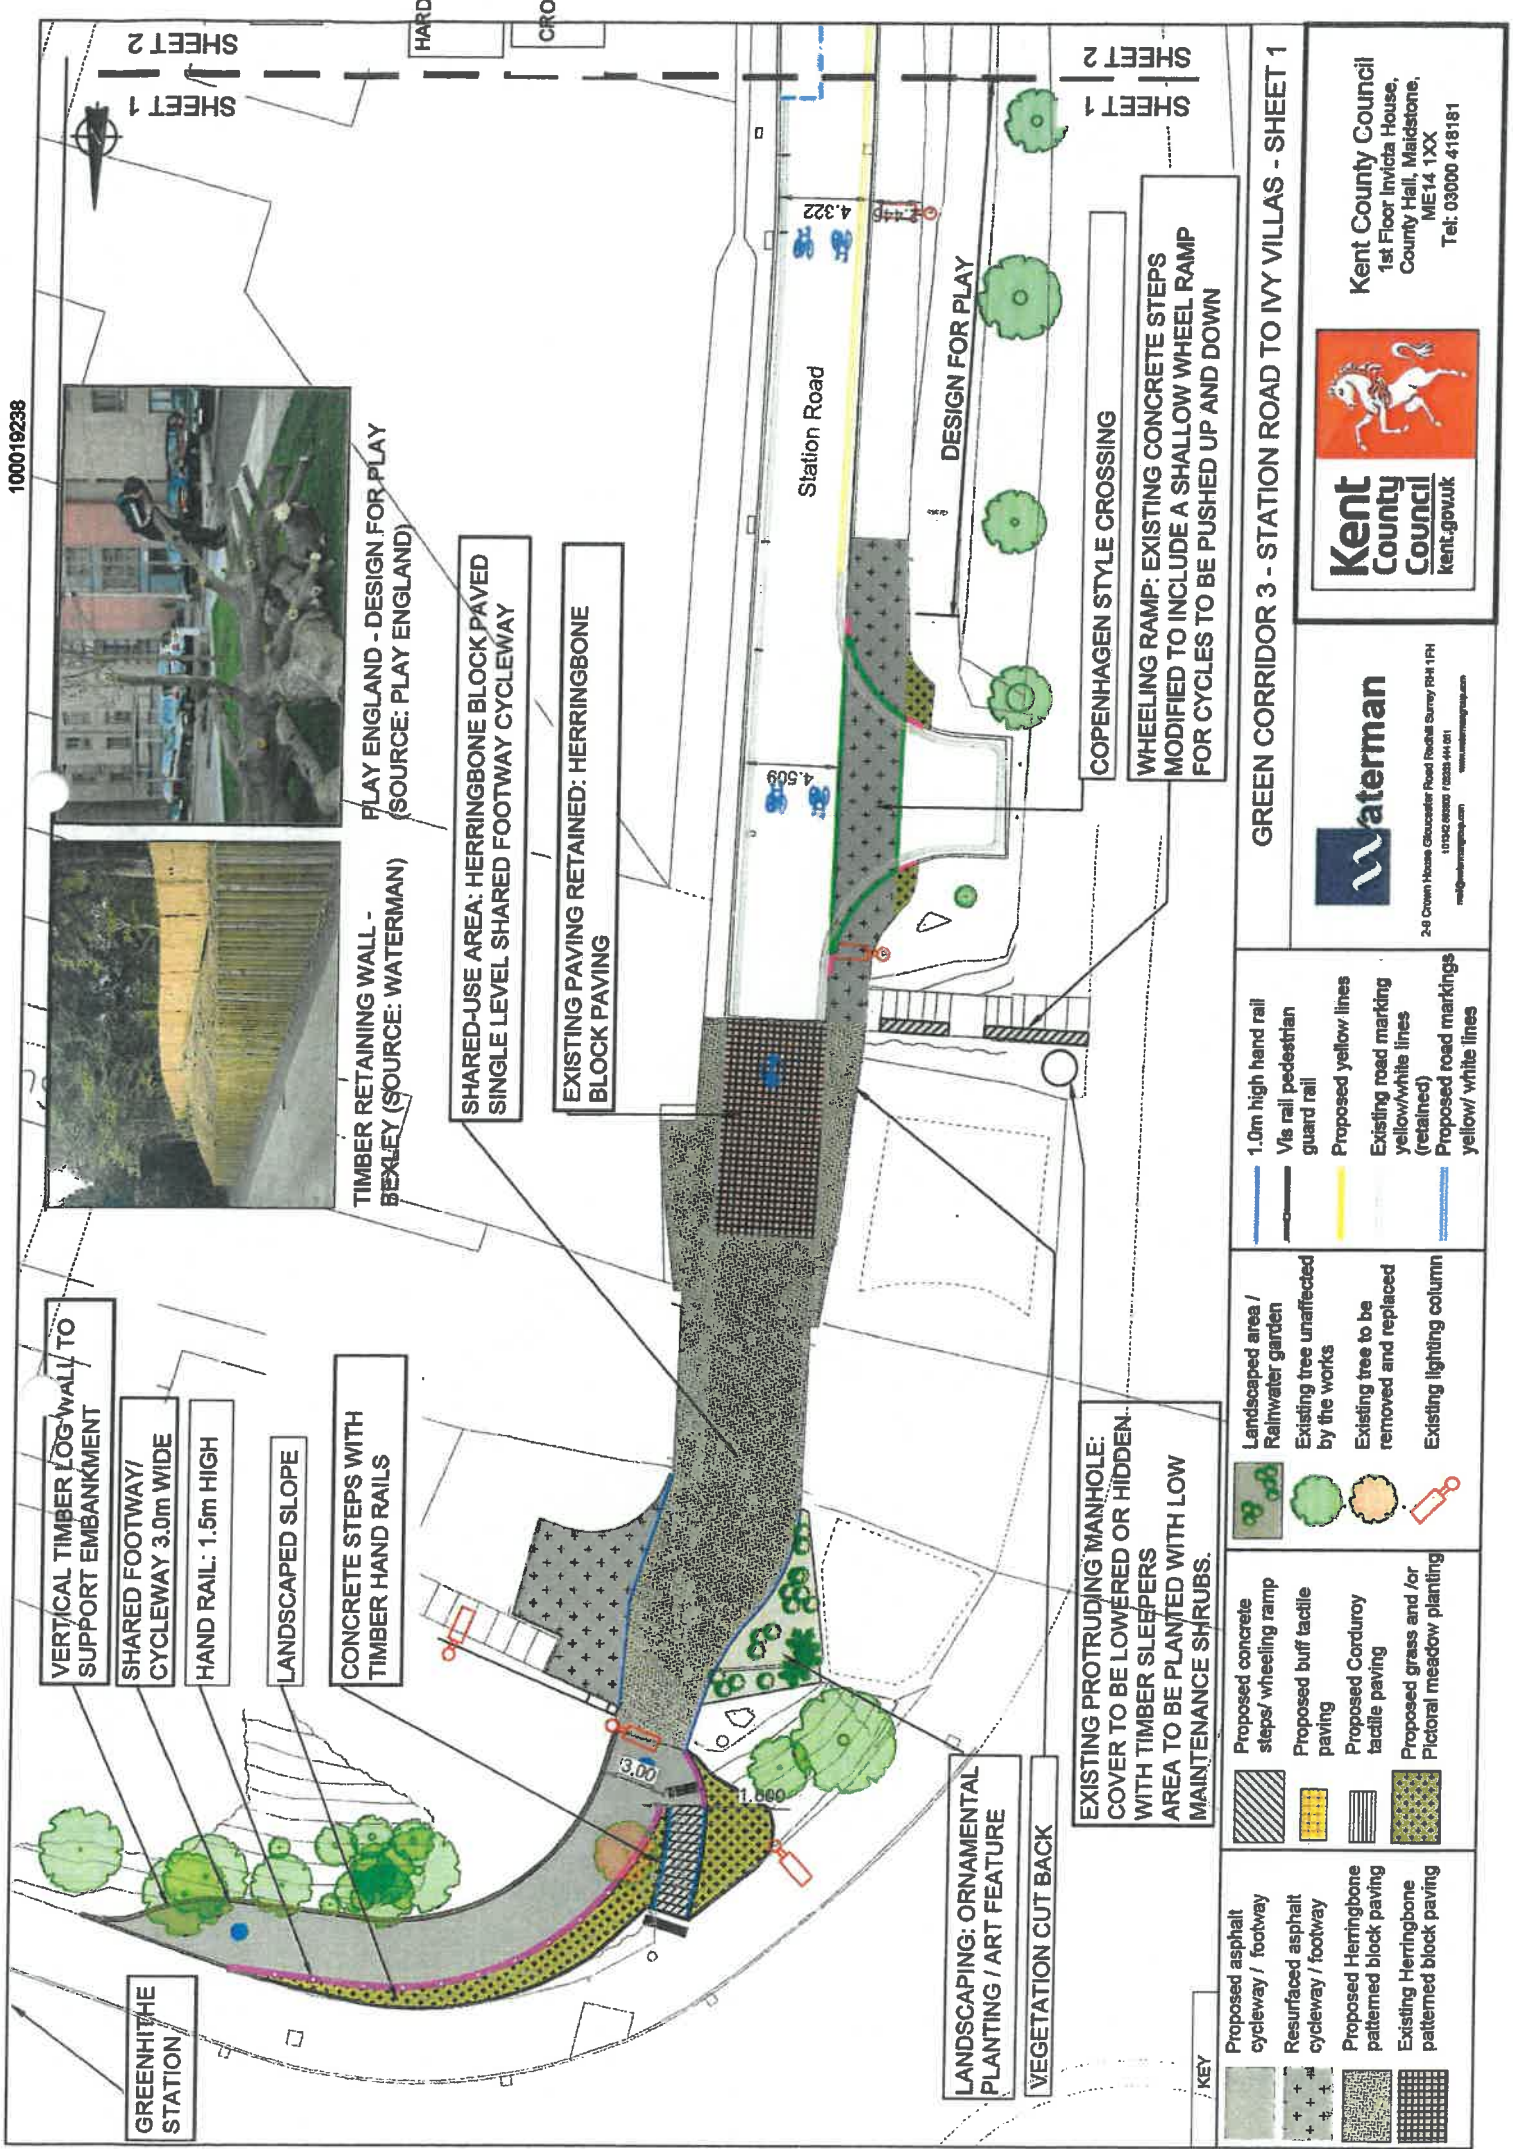 100019238
SHEET 1
SHEET 2
HARD
CRO
GREENHITHE
STATION
VERTICAL TIMBER LOG WALL TO
SUPPORT EMBANKMENT
SHARED FOOTWAY/
CYCLEWAY 3.0m WIDE
HAND RAIL: 1.5m HIGH
LANDSCAPED SLOPE
CONCRETE STEPS WITH
TIMBER HAND RAILS
TIMBER RETAINING WALL -
BEXLEY (SOURCE: WATERMAN)
PLAY ENGLAND - DESIGN FOR PLAY
(SOURCE: PLAY ENGLAND)
SHARED-USE AREA: HERRINGBONE BLOCK PAVED
SINGLE LEVEL SHARED FOOTWAY CYCLEWAY
EXISTING PAVING RETAINED: HERRINGBONE
BLOCK PAVING
Station Road
4.509
4.322
3.00
DESIGN FOR PLAY
COPENHAGEN STYLE CROSSING
WHEELING RAMP: EXISTING CONCRETE STEPS
MODIFIED TO INCLUDE A SHALLOW WHEEL RAMP
FOR CYCLES TO BE PUSHED UP AND DOWN
SHEET 1
SHEET 2
LANDSCAPING: ORNAMENTAL
PLANTING / ART FEATURE
VEGETATION CUT BACK
EXISTING PROTRUDING MANHOLE:
COVER TO BE LOWERED OR HIDDEN
WITH TIMBER SLEEPERS
AREA TO BE PLANTED WITH LOW
MAINTENANCE SHRUBS.
KEY
Proposed asphalt
cycleway / footway
Resurfaced asphalt
cycleway / footway
Proposed Herringbone
patterned block paving
Existing Herringbone
patterned block paving
Proposed concrete
steps/ wheeling ramp
Proposed buff tactile
paving
Proposed Corduroy
tactile paving
Proposed grass and /or
Pictoral meadow planting
Landscaped area /
Rainwater garden
Existing tree unaffected
by the works
Existing tree to be
removed and replaced
Existing lighting column
1.0m high hand rail
Vis rail pedestrian
guard rail
Proposed yellow lines
Existing road marking
yellow/white lines
(retained)
Proposed road markings
yellow/ white lines
GREEN CORRIDOR 3 - STATION ROAD TO IVY VILLAS - SHEET 1
Waterman
2-9 Crown House Gloucester Road Redhill Surrey RH1 1FH
Kent
County
Council
kent.gov.uk
Kent County Council
1st Floor Invicta House,
County Hall, Maidstone,
ME14 1XX
Tel: 03000 418181